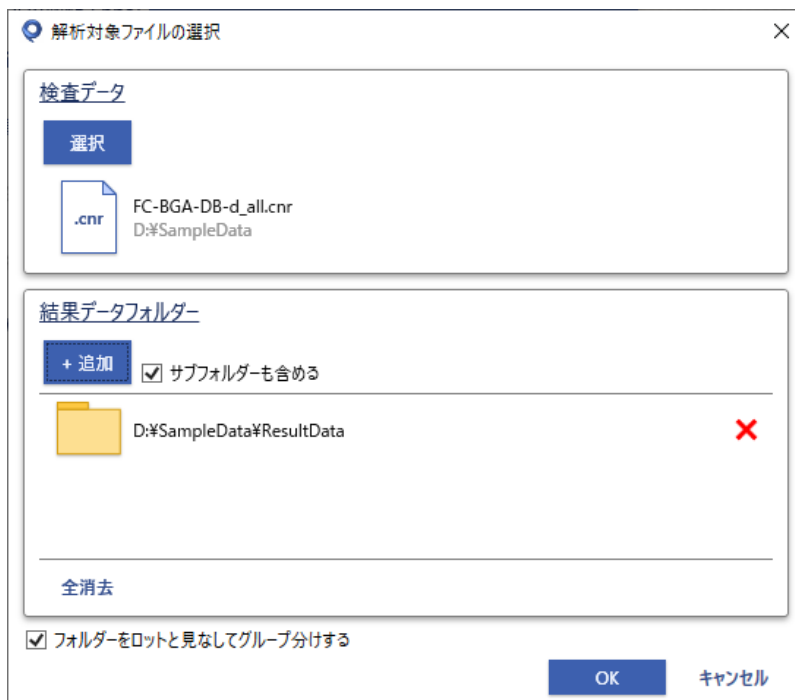 解析対象ファイルの選択
検査データ
選択
.cnr
FC-BGA-DB-d_all.cnr
D:¥SampleData
結果データフォルダー
+ 追加
サブフォルダーも含める
D:¥SampleData¥ResultData
全消去
フォルダーをロットと見なしてグループ分けする
OK
キャンセル